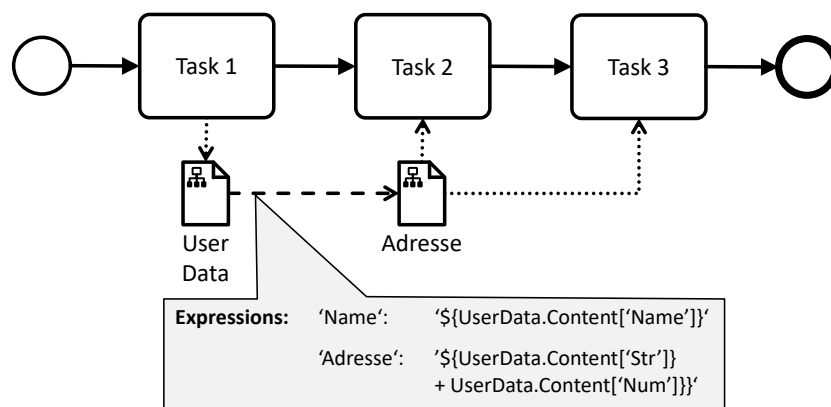 Task 1
Task 2
Task 3
User
Data
Adresse
Expressions: ‘Name‘: ‘${UserData.Content[‘Name’]}‘
‘Adresse‘: ’${UserData.Content[‘Str’]}
+ UserData.Content[‘Num’]}}‘